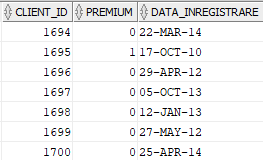 CLIENT_ID PREMIUM DATA_INREGISTRARE
1694 0 22-MAR-14
1695 1 17-OCT-10
1696 0 29-APR-12
1697 0 05-OCT-13
1698 0 12-JAN-13
1699 0 27-MAY-12
1700 0 25-APR-14